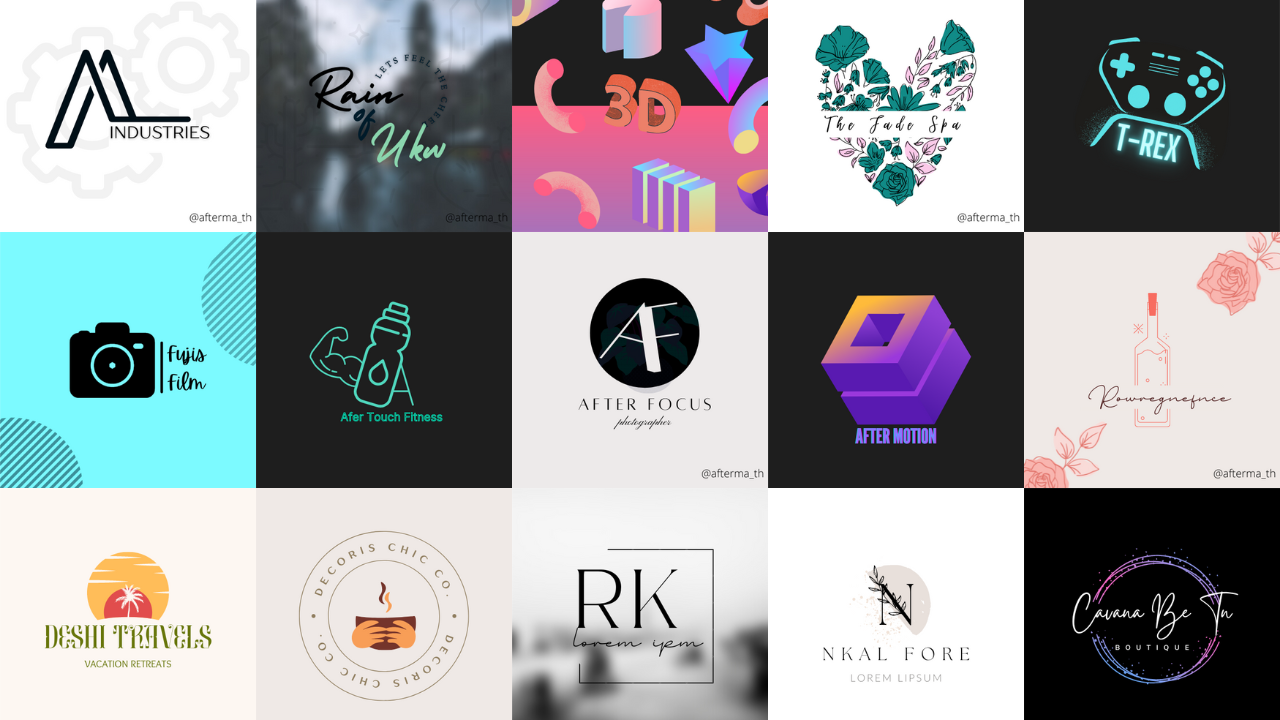 INDUSTRIES
@afterma_th
LETS FEEL THE CHEE
Rain
of
Ukw
@afterma_th
3D
The Jade Spa
@afterma_th
T-REX
Fujis
Film
Afer Touch Fitness
AF
AFTER FOCUS
photographer
@afterma_th
AFTER MOTION
Rowregnefnce
@afterma_th
DESHI TRAVELS
VACATION RETREATS
DECORIS CHIC CO.
DECORIS CHIC CO.
RK
lorem ipm
N
NKAL FORE
LOREM LIPSUM
Cavana Be Tn
BOUTIQUE